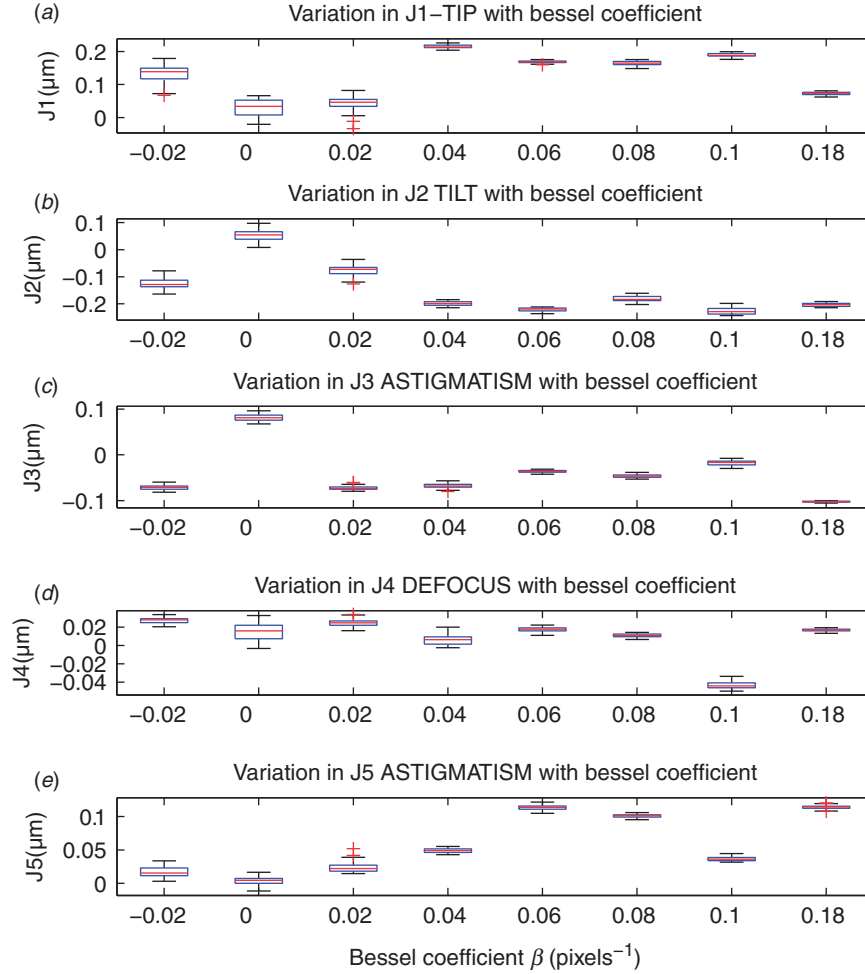 (a) Variation in J1−TIP with bessel coefficient
0.2
0.1
0
J1(μm)
−0.02 0 0.02 0.04 0.06 0.08 0.1 0.18
(b) Variation in J2 TILT with bessel coefficient
0.1
0
−0.1
−0.2
J2(μm)
−0.02 0 0.02 0.04 0.06 0.08 0.1 0.18
(c) Variation in J3 ASTIGMATISM with bessel coefficient
0.1
0
−0.1
J3(μm)
−0.02 0 0.02 0.04 0.06 0.08 0.1 0.18
(d) Variation in J4 DEFOCUS with bessel coefficient
0.02
0
−0.02
−0.04
J4(μm)
−0.02 0 0.02 0.04 0.06 0.08 0.1 0.18
(e) Variation in J5 ASTIGMATISM with bessel coefficient
0.1
0.05
0
J5(μm)
−0.02 0 0.02 0.04 0.06 0.08 0.1 0.18
Bessel coefficient β (pixels⁻¹)